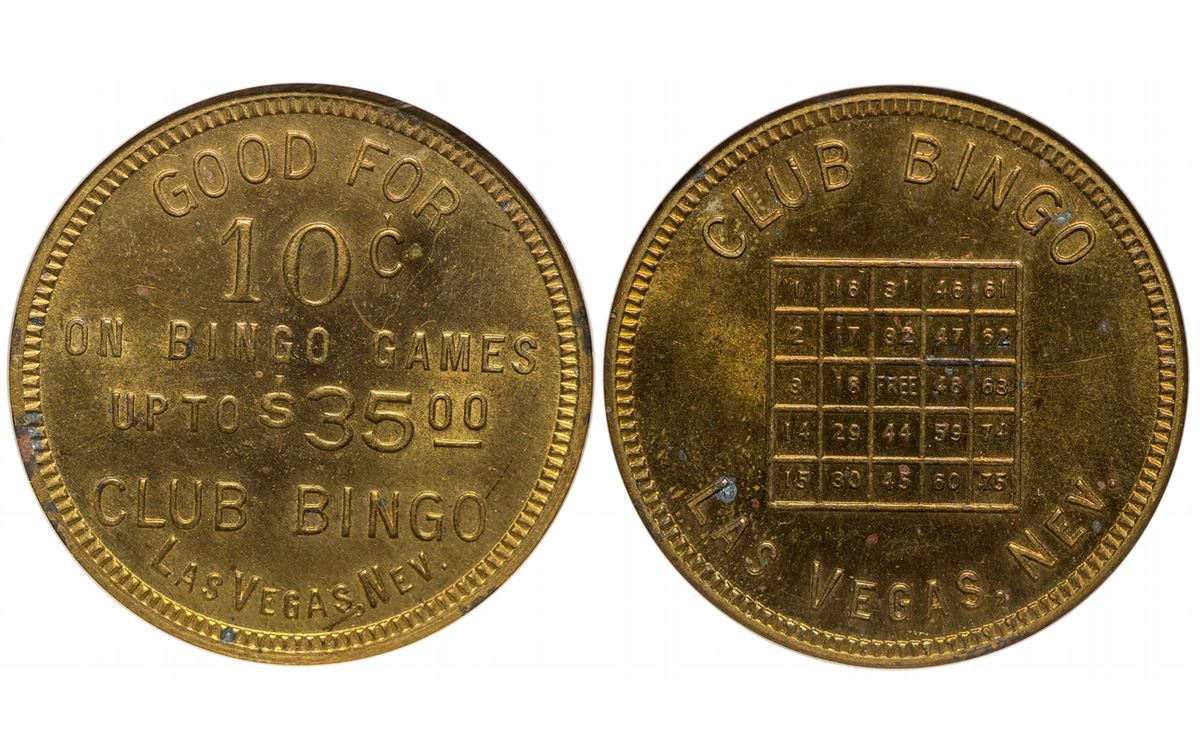 GOOD FOR
10¢
ON BINGO GAMES
UP TO $3500
CLUB BINGO
LAS VEGAS, NEV.
CLUB BINGO
1 16 31 46 61
2 17 32 47 62
3 18 FREE 48 63
14 29 44 59 74
15 30 45 60 75
LAS VEGAS, NEV.